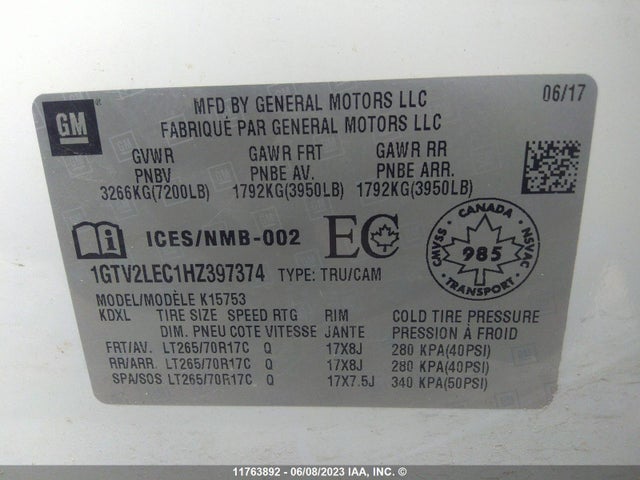 GM
MFD BY GENERAL MOTORS LLC
06/17
FABRIQUÉ PAR GENERAL MOTORS LLC
GVWR GAWR FRT GAWR RR
PNBV PNBE AV. PNBE ARR.
3266KG(7200LB) 1792KG(3950LB) 1792KG(3950LB)
ICES/NMB-002 EC
CANADA
CMVSS 985 NSVAC
TRANSPORT
1GTV2LEC1HZ397374 TYPE: TRU/CAM
MODEL/MODÈLE K15753
KDXL TIRE SIZE SPEED RTG RIM COLD TIRE PRESSURE
DIM. PNEU COTE VITESSE JANTE PRESSION À FROID
FRT/AV. LT265/70R17C Q 17X8J 280 KPA(40PSI)
RR/ARR. LT265/70R17C Q 17X8J 280 KPA(40PSI)
SPA/SOS LT265/70R17C Q 17X7.5J 340 KPA(50PSI)
11763892 - 06/08/2023 IAA, INC. ©